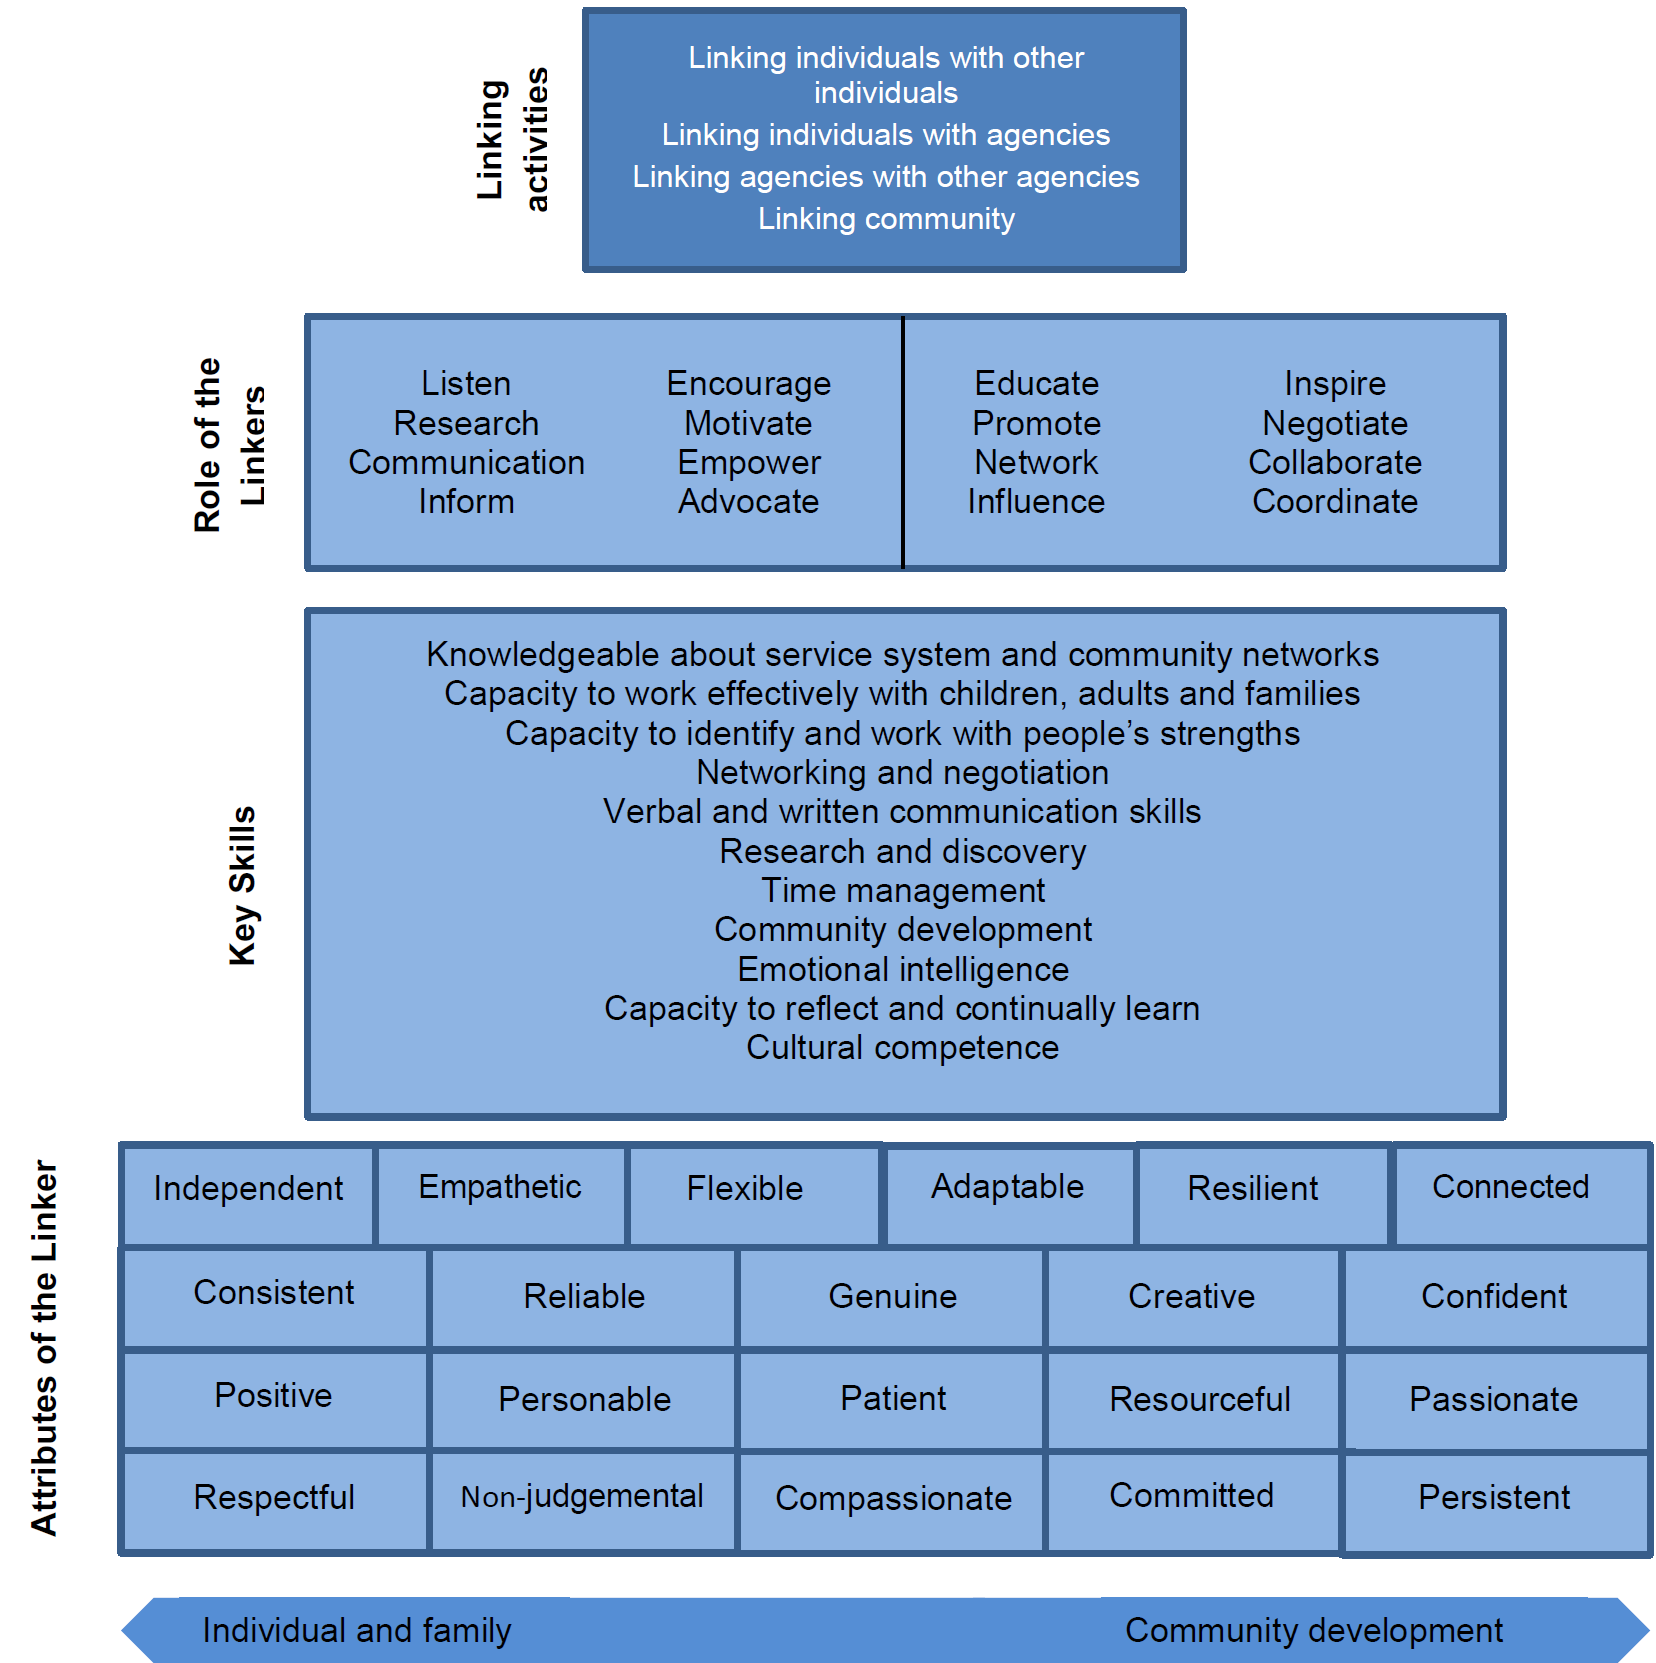 Linking
activities
Linking individuals with other
individuals
Linking individuals with agencies
Linking agencies with other agencies
Linking community
Role of the
Linkers
Listen Encourage Educate Inspire
Research Motivate Promote Negotiate
Communication Empower Network Collaborate
Inform Advocate Influence Coordinate
Key Skills
Knowledgeable about service system and community networks
Capacity to work effectively with children, adults and families
Capacity to identify and work with people’s strengths
Networking and negotiation
Verbal and written communication skills
Research and discovery
Time management
Community development
Emotional intelligence
Capacity to reflect and continually learn
Cultural competence
Attributes of the Linker
Independent Empathetic Flexible Adaptable Resilient Connected
Consistent Reliable Genuine Creative Confident
Positive Personable Patient Resourceful Passionate
Respectful Non-judgemental Compassionate Committed Persistent
Individual and family Community development